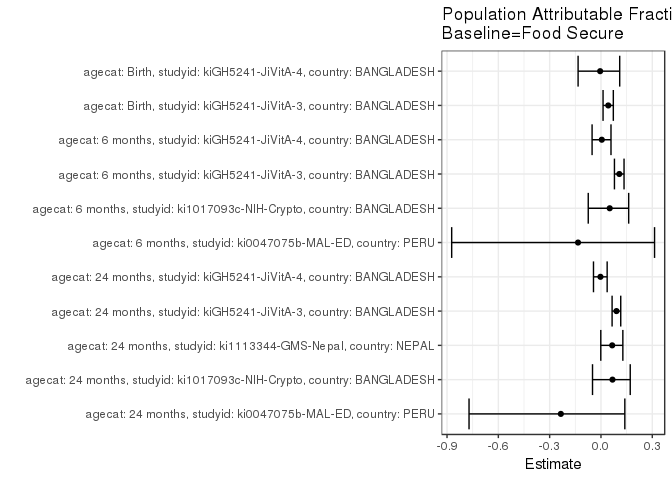 Population Attributable Fracti
Baseline=Food Secure
agecat: Birth, studyid: kiGH5241-JiVitA-4, country: BANGLADESH
agecat: Birth, studyid: kiGH5241-JiVitA-3, country: BANGLADESH
agecat: 6 months, studyid: kiGH5241-JiVitA-4, country: BANGLADESH
agecat: 6 months, studyid: kiGH5241-JiVitA-3, country: BANGLADESH
agecat: 6 months, studyid: ki1017093c-NIH-Crypto, country: BANGLADESH
agecat: 6 months, studyid: ki0047075b-MAL-ED, country: PERU
agecat: 24 months, studyid: kiGH5241-JiVitA-4, country: BANGLADESH
agecat: 24 months, studyid: kiGH5241-JiVitA-3, country: BANGLADESH
agecat: 24 months, studyid: ki1113344-GMS-Nepal, country: NEPAL
agecat: 24 months, studyid: ki1017093c-NIH-Crypto, country: BANGLADESH
agecat: 24 months, studyid: ki0047075b-MAL-ED, country: PERU
-0.9 -0.6 -0.3 0.0 0.3
Estimate